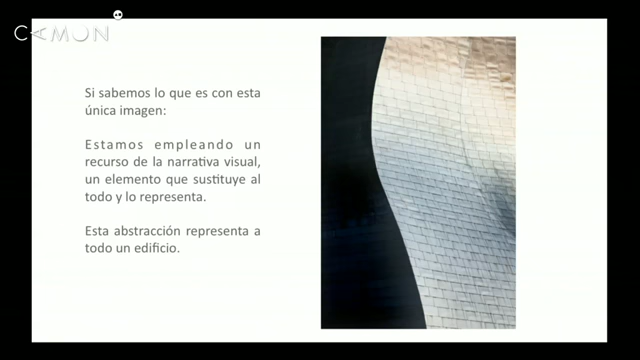 CAMON
Si sabemos lo que es con esta
única imagen:
Estamos empleando un
recurso de la narrativa visual,
un elemento que sustituye al
todo y lo representa.
Esta abstracción representa a
todo un edificio.